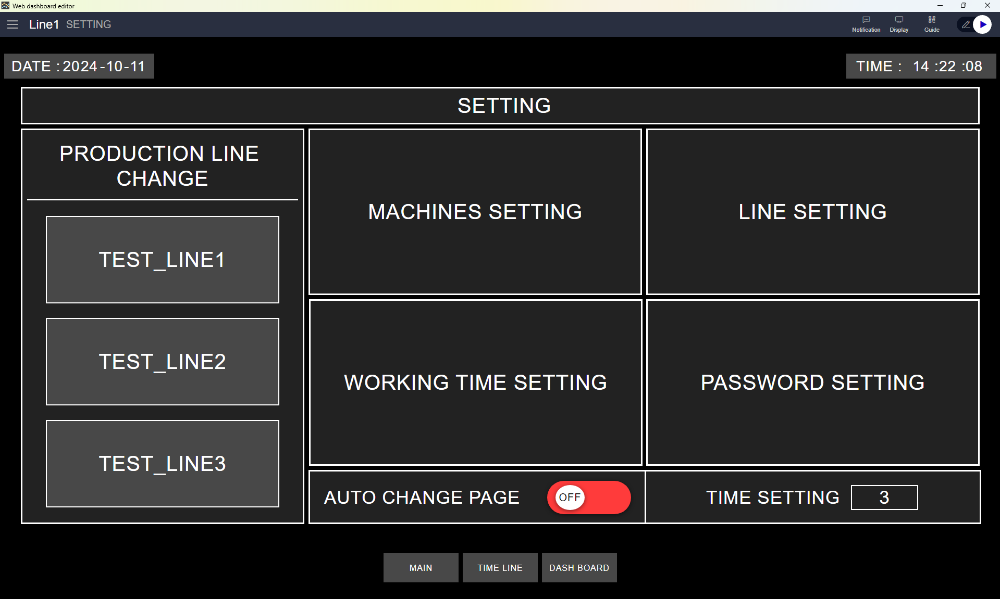 Web dashboard editor
Line1 SETTING
Notification Display Guide
DATE :2024-10-11
TIME : 14 :22 :08
SETTING
PRODUCTION LINE
CHANGE
TEST_LINE1
TEST_LINE2
TEST_LINE3
MACHINES SETTING
LINE SETTING
WORKING TIME SETTING
PASSWORD SETTING
AUTO CHANGE PAGE OFF
TIME SETTING 3
MAIN TIME LINE DASH BOARD